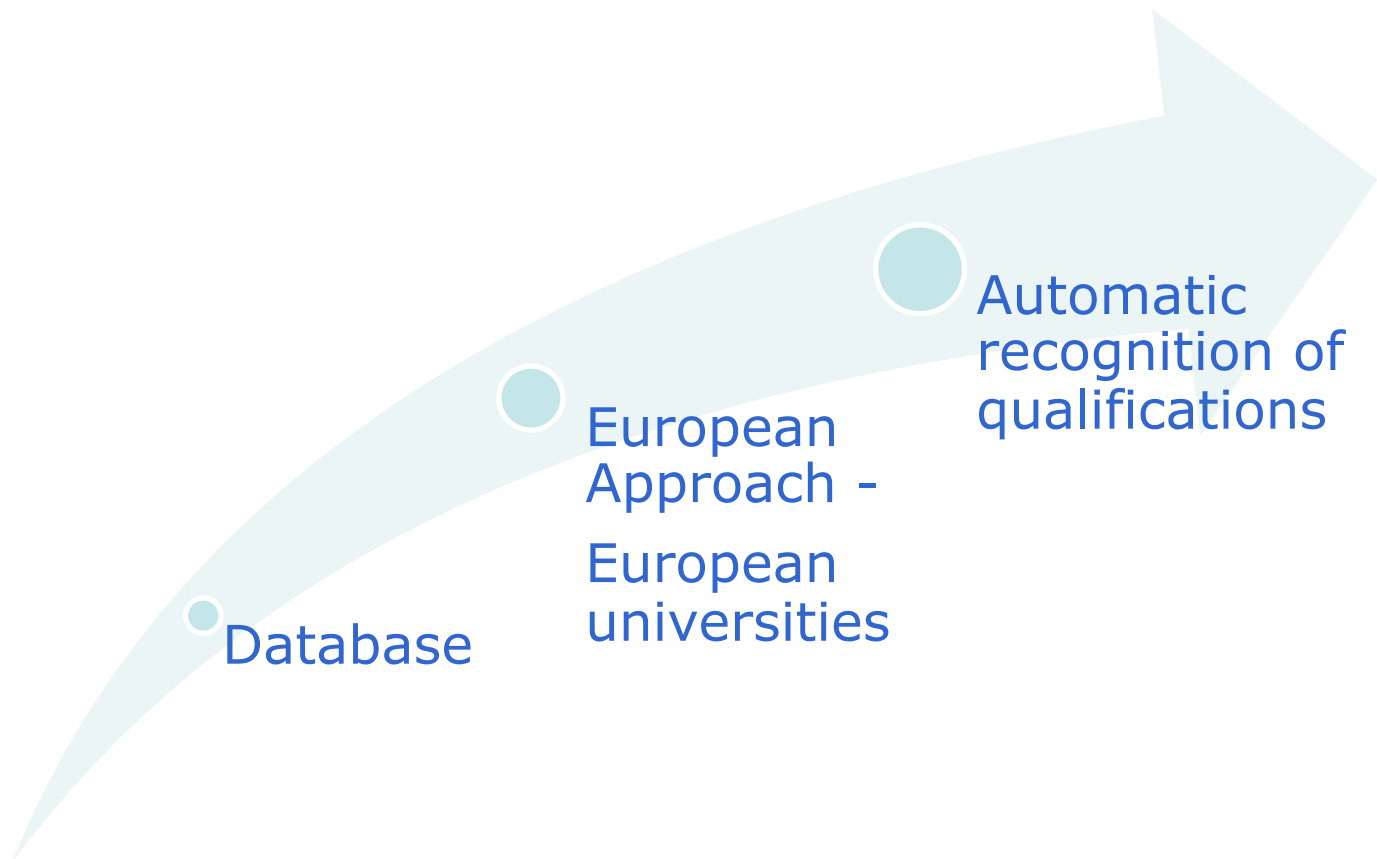 Database
European
Approach -
European
universities
Automatic
recognition of
qualifications